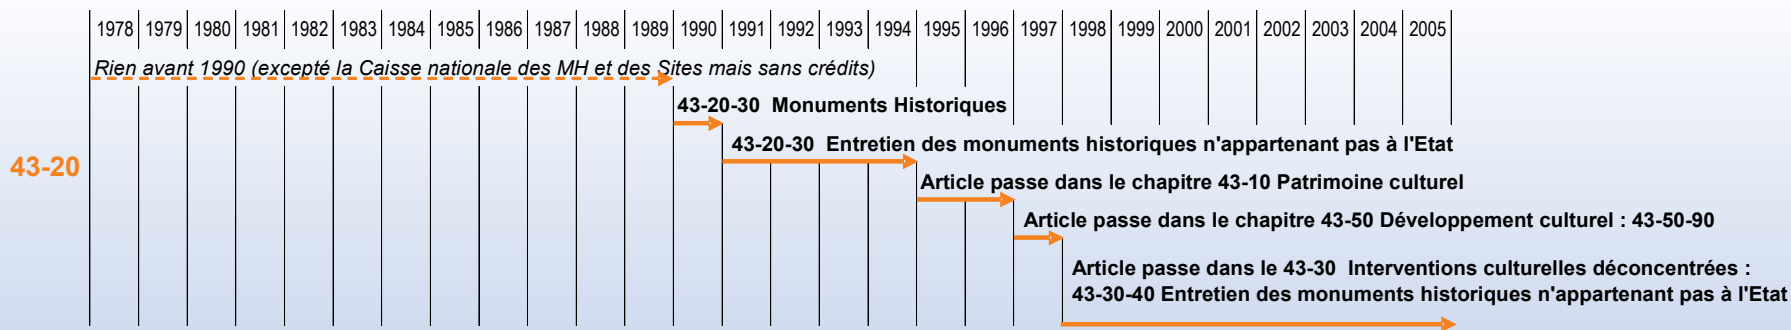 1978 1979 1980 1981 1982 1983 1984 1985 1986 1987 1988 1989 1990 1991 1992 1993 1994 1995 1996 1997 1998 1999 2000 2001 2002 2003 2004 2005
Rien avant 1990 (excepté la Caisse nationale des MH et des Sites mais sans crédits)
43-20-30 Monuments Historiques
43-20-30 Entretien des monuments historiques n'appartenant pas à l'Etat
43-20
Article passe dans le chapitre 43-10 Patrimoine culturel
Article passe dans le chapitre 43-50 Développement culturel : 43-50-90
Article passe dans le 43-30 Interventions culturelles déconcentrées :
43-30-40 Entretien des monuments historiques n'appartenant pas à l'Etat